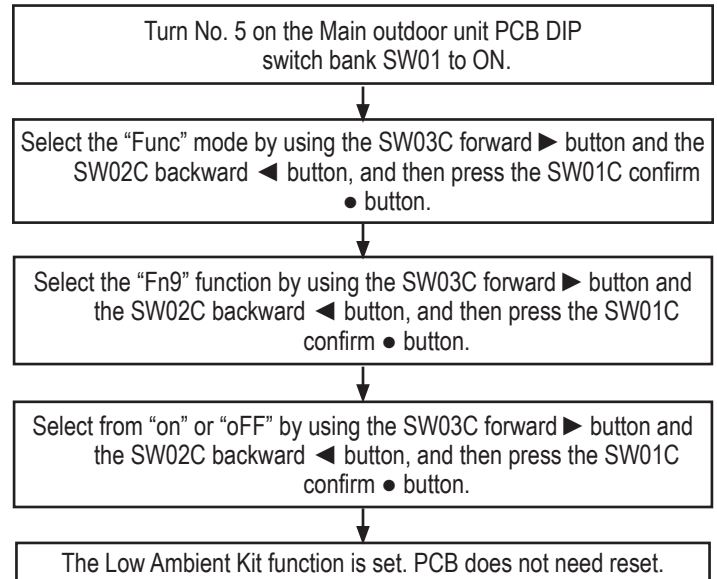 Turn No. 5 on the Main outdoor unit PCB DIP
switch bank SW01 to ON.
Select the “Func” mode by using the SW03C forward ► button and the
SW02C backward ◄ button, and then press the SW01C confirm
● button.
Select the “Fn9” function by using the SW03C forward ► button and
the SW02C backward ◄ button, and then press the SW01C
confirm ● button.
Select from “on” or “oFF” by using the SW03C forward ► button and
the SW02C backward ◄ button, and then press the SW01C
confirm ● button.
The Low Ambient Kit function is set. PCB does not need reset.